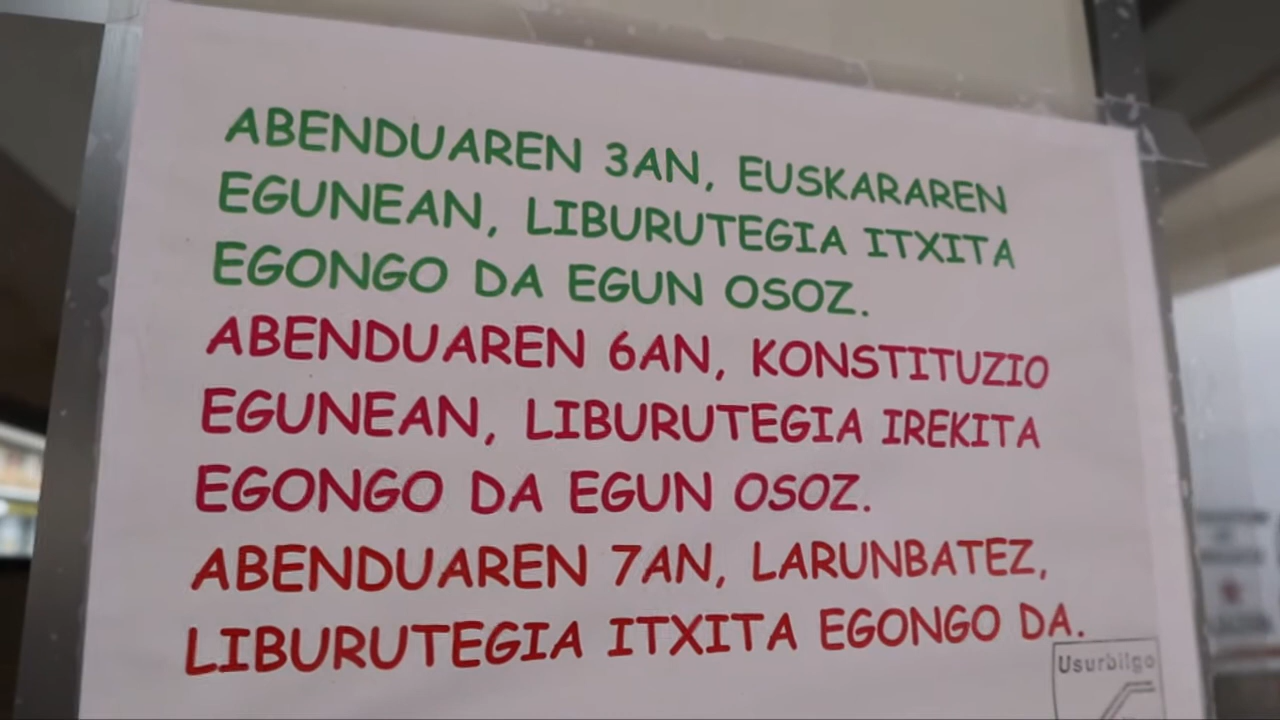 ABENDUAREN 3AN, EUSKARAREN
EGUNEAN, LIBURUTEGIA ITXITA
EGONGO DA EGUN OSOZ.
ABENDUAREN 6AN, KONSTITUZIO
EGUNEAN, LIBURUTEGIA IREKITA
EGONGO DA EGUN OSOZ.
ABENDUAREN 7AN, LARUNBATEZ,
LIBURUTEGIA ITXITA EGONGO DA.
Usurbilgo